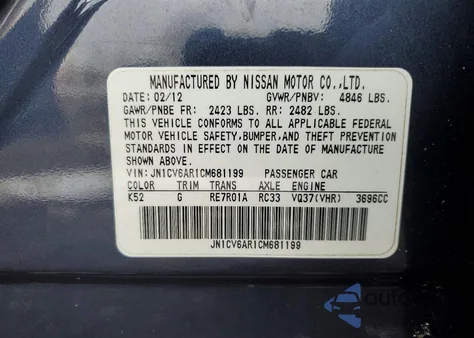 MANUFACTURED BY NISSAN MOTOR CO.,LTD.
DATE: 02/12 GVWR/PNBV: 4846 LBS.
GAWR/PNBE FR: 2423 LBS. RR: 2482 LBS.
THIS VEHICLE CONFORMS TO ALL APPLICABLE FEDERAL
MOTOR VEHICLE SAFETY,BUMPER,AND THEFT PREVENTION
STANDARDS IN EFFECT ON THE DATE OF MANUFACTURE
SHOWN ABOVE.
VIN: JN1CV6AR1CM681199 PASSENGER CAR
COLOR TRIM TRANS AXLE ENGINE
K52 G RE7R01A RC33 VQ37(VHR) 3696CC
JN1CV6AR1CM681199